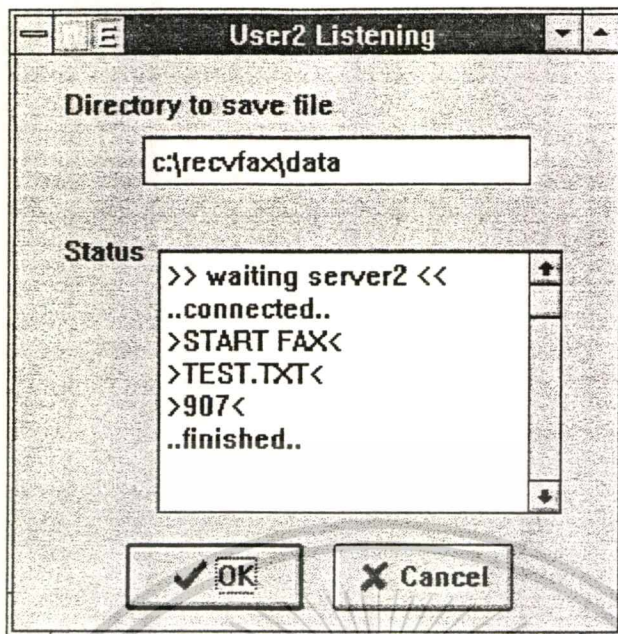 User2 Listening
Directory to save file
c:\recvfax\data
Status
>> waiting server2 <<
..connected..
>START FAX<
>TEST.TXT<
>907<
..finished..
OK
Cancel